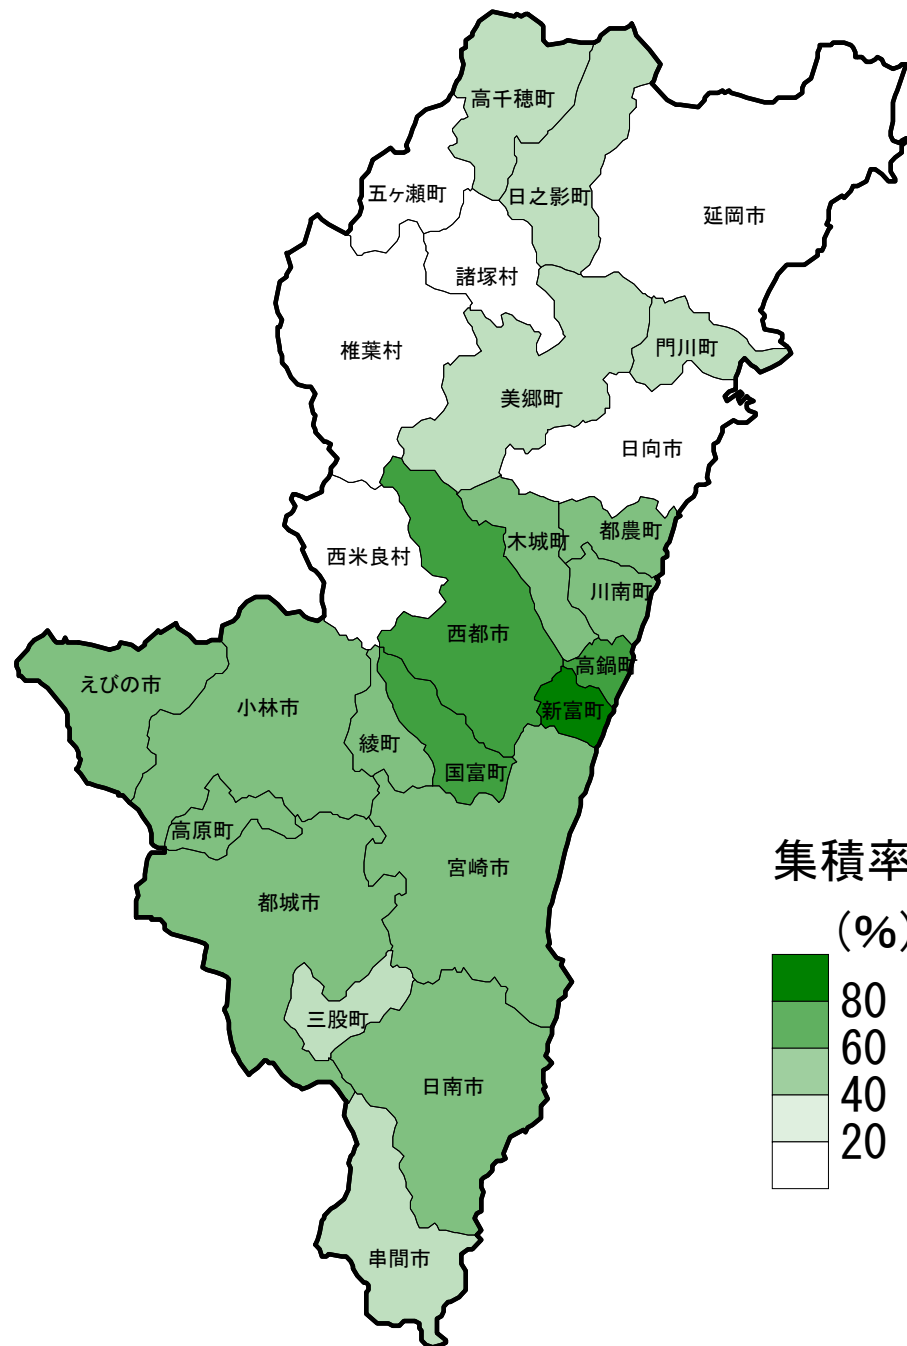 高千穂町
五ヶ瀬町
日之影町
延岡市
諸塚村
椎葉村
門川町
美郷町
日向市
木城町
都農町
西米良村
川南町
西都市
高鍋町
えびの市
小林市
新富町
綾町
国富町
高原町
宮崎市
都城市
三股町
日南市
串間市
集積率
(%)
80
60
40
20